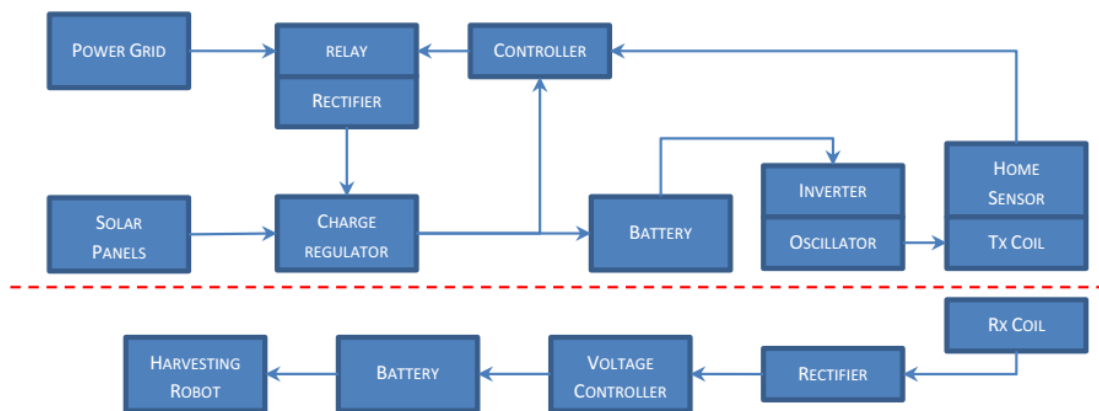 POWER GRID
RELAY
CONTROLLER
RECTIFIER
SOLAR
PANELS
CHARGE
REGULATOR
BATTERY
INVERTER
OSCILLATOR
HOME
SENSOR
TX COIL
RX COIL
HARVESTING
ROBOT
BATTERY
VOLTAGE
CONTROLLER
RECTIFIER